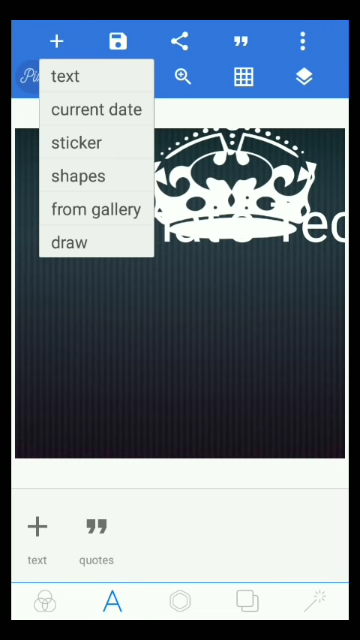 text
current date
sticker
shapes
from gallery
draw
text
quotes